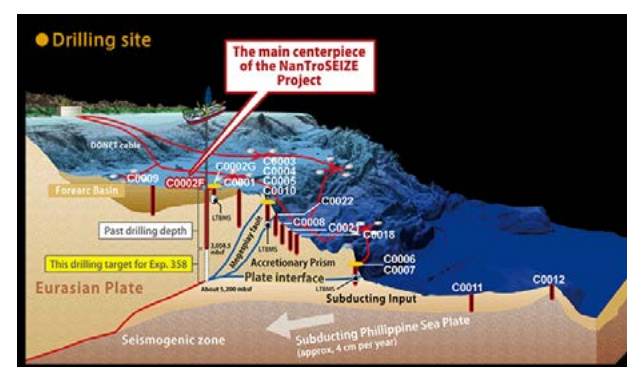 Drilling site
The main centerpiece
of the NanTroSEIZE
Project
DONET cable
C0009
C0002F
C0002G
C0001
C0003
C0004
C0005
C0010
C0022
C0008
C0021
C0018
Forearc Basin
LTBMS
LTBMS
Past drilling depth
3,058.5
mbsf
Megasplay fault
This drilling target for Exp. 358
Accretionary Prism
Plate interface
C0006
C0007
Eurasian Plate
About 5,200 mbsf
LTBMS
Subducting Input
C0011
C0012
Seismogenic zone
Subducting Phillippine Sea Plate
(approx. 4 cm per year)